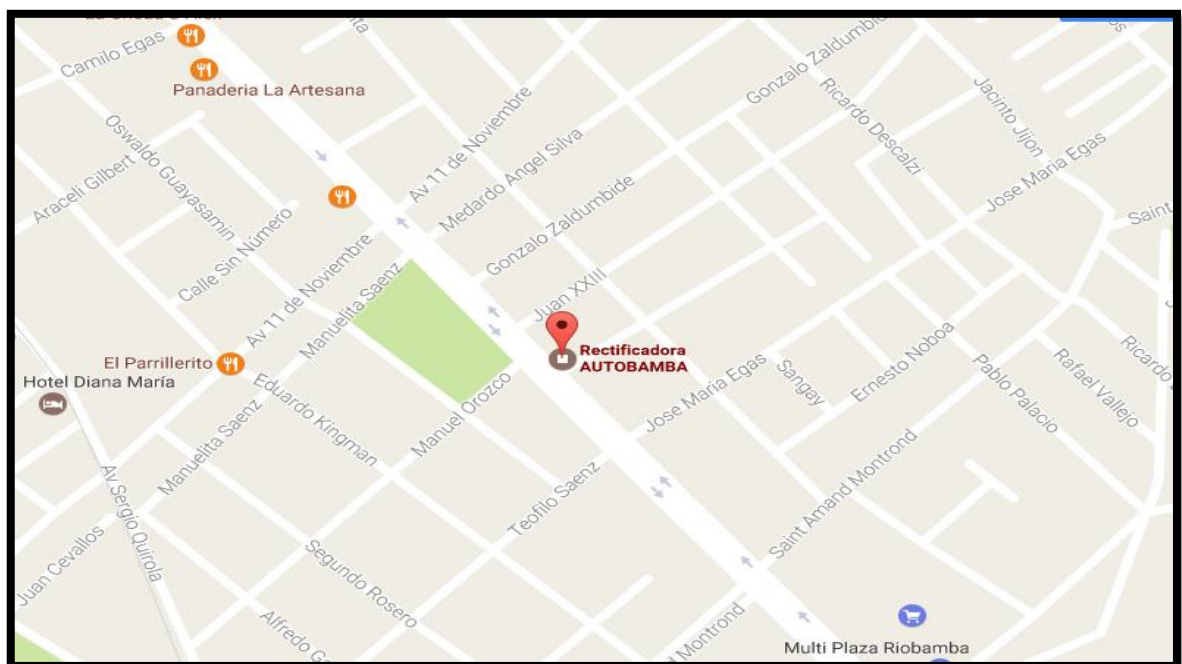 Camilo Egas
Panaderia La Artesana
Gonzalo Zaldumbide
Ricardo Descalzi
Jacinto Jijon
Jose Maria Egas
Saint
Oswaldo Guayasamin
Araceli Gilbert
Av 11 de Noviembre
Medardo Angel Silva
Gonzalo Zaldumbide
Calle Sin Número
Av 11 de Noviembre
Manuelita Saenz
Juan XXIII
Rectificadora
AUTOBAMBA
El Parrillerito
Hotel Diana María
Eduardo Kingman
Manuelita Saenz
Manuel Orozco
Jose Maria Egas
Sangay
Ernesto Noboa
Pablo Palacio
Rafael Vallejo
Ricardo
Av Sergio Quirola
Juan Cevallos
Teofilo Saenz
Saint Amand Montrond
Segundo Rosero
Alfredo G
Montrond
Multi Plaza Riobamba